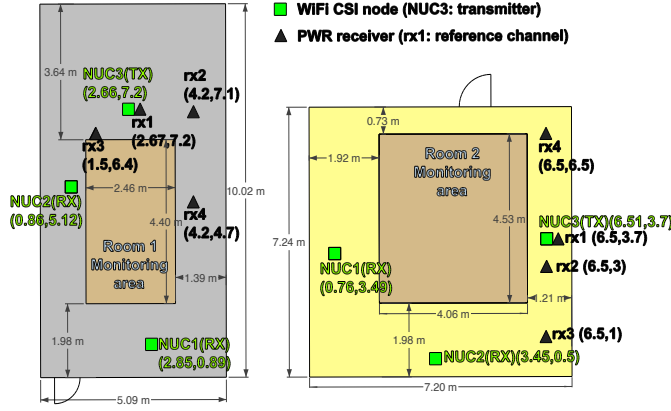 WiFi CSI node (NUC3: transmitter)
PWR receiver (rx1: reference channel)
3.64 m
NUC3(TX)
(2.66,7.2)
rx2
(4.2,7.1)
rx1
(2.67,7.2)
rx3
(1.5,6.4)
2.46 m
10.02 m
NUC2(RX)
(0.86,5.12)
4.40 m
rx4
(4.2,4.7)
Room 1
Monitoring
area
1.39 m
1.98 m
NUC1(RX)
(2.85,0.89)
5.09 m
0.73 m
1.92 m
Room 2
Monitoring
area
rx4
(6.5,6.5)
4.53 m
7.24 m
NUC3(TX)(6.51,3.7)
rx1 (6.5,3.7)
NUC1(RX)
(0.76,3.49)
rx2 (6.5,3)
1.21 m
4.06 m
1.98 m
rx3 (6.5,1)
NUC2(RX)(3.45,0.5)
7.20 m